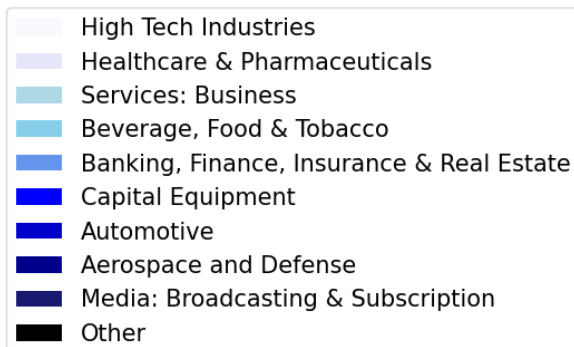 High Tech Industries
Healthcare & Pharmaceuticals
Services: Business
Beverage, Food & Tobacco
Banking, Finance, Insurance & Real Estate
Capital Equipment
Automotive
Aerospace and Defense
Media: Broadcasting & Subscription
Other